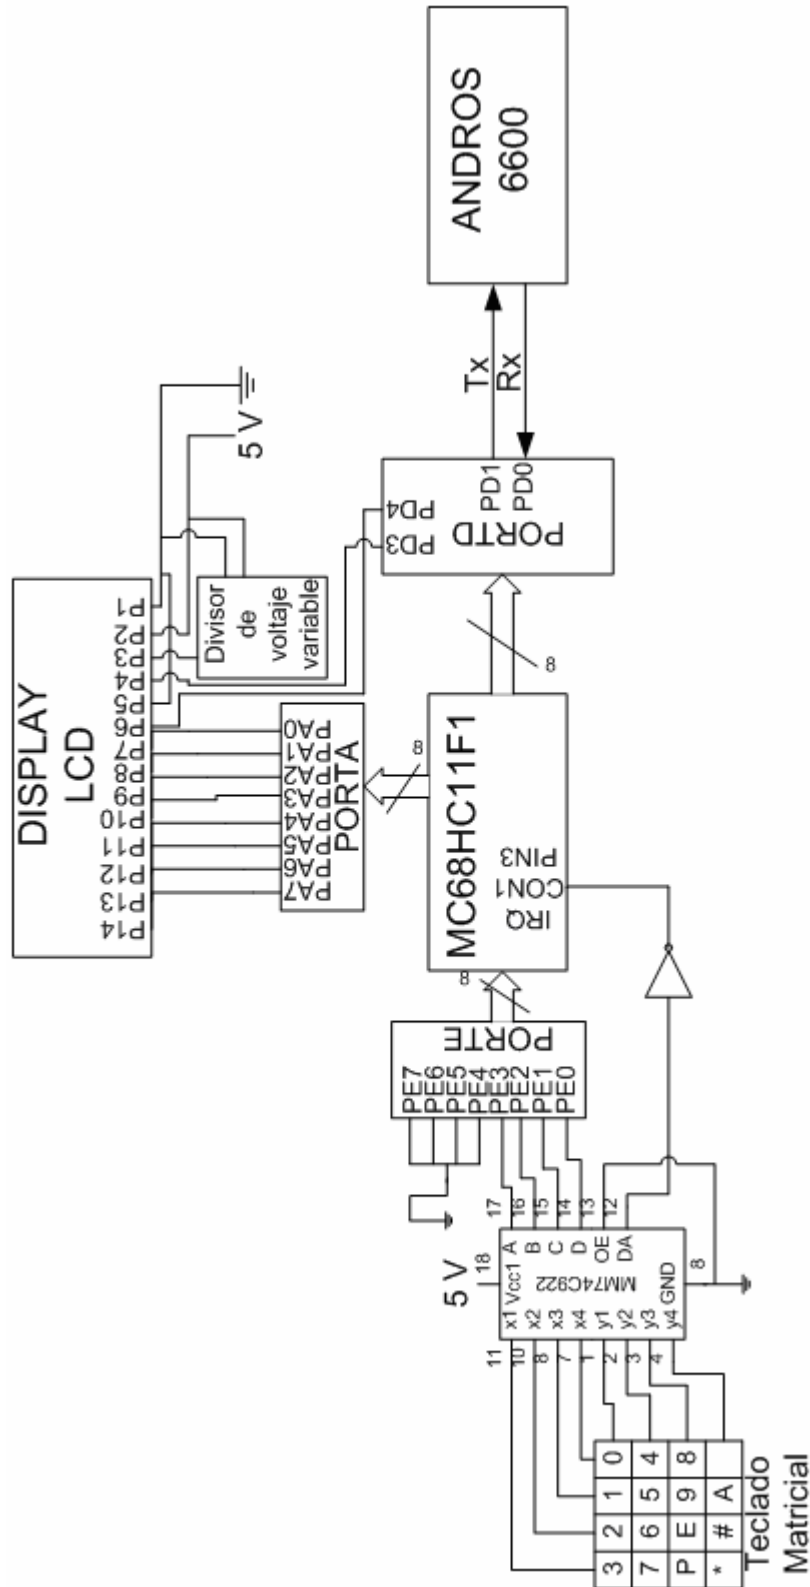 ANDROS
6600
Tx
Rx
5 V
PD4
PD3
PD1
PD0
PORTD
DISPLAY
LCD
P1
P2
P3
P4
P5
P6
P7
P8
P9
P10
P11
P12
P13
P14
Divisor
de
voltaje
variable
PA0
PA1
PA2
PA3
PA4
PA5
PA6
PA7
PORTA
8
8
8
MC68HC11F1
IRQ
CON1
PIN3
PORTE
PE7
PE6
PE5
PE4
PE3
PE2
PE1
PE0
17
16
15
14
13
12
5 V
18
Vcc1
A
B
C
D
OE
DA
MM74C922
GND
8
x1
x2
x3
x4
y1
y2
y3
y4
11
10
8
7
1
2
3
4
3 2 1 0
7 6 5 4
P E 9 8
* # A
Teclado
Matricial